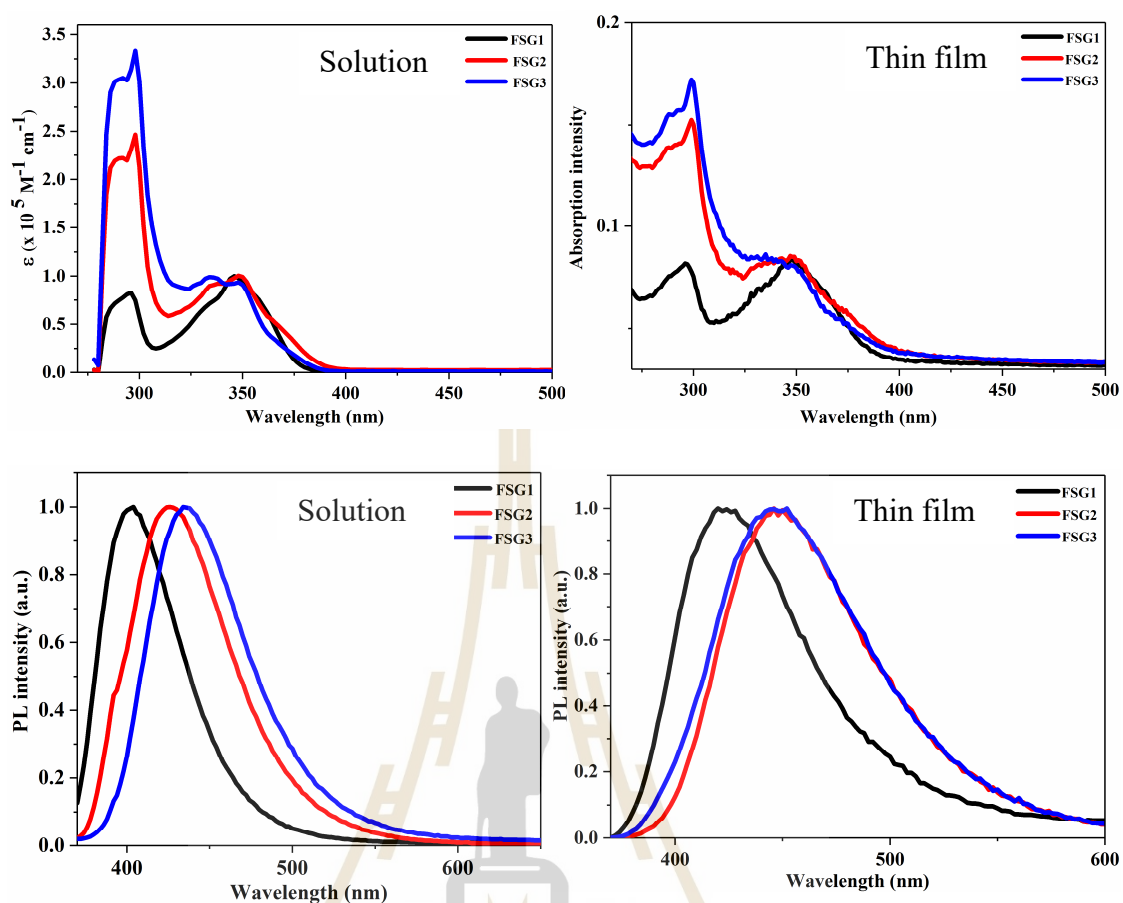 Solution
FSG1
FSG2
FSG3
3.5
3.0
2.5
2.0
1.5
1.0
0.5
0.0
ε (x 10 5 M-1 cm-1)
300 350 400 450 500
Wavelength (nm)
Thin film
FSG1
FSG2
FSG3
0.2
0.1
Absorption intensity
300 350 400 450 500
Wavelength (nm)
Solution
FSG1
FSG2
FSG3
1.0
0.8
0.6
0.4
0.2
0.0
PL intensity (a.u.)
400 500 600
Wavelength (nm)
Thin film
FSG1
FSG2
FSG3
1.0
0.8
0.6
0.4
0.2
0.0
PL intensity (a.u.)
400 500 600
Wavelength (nm)